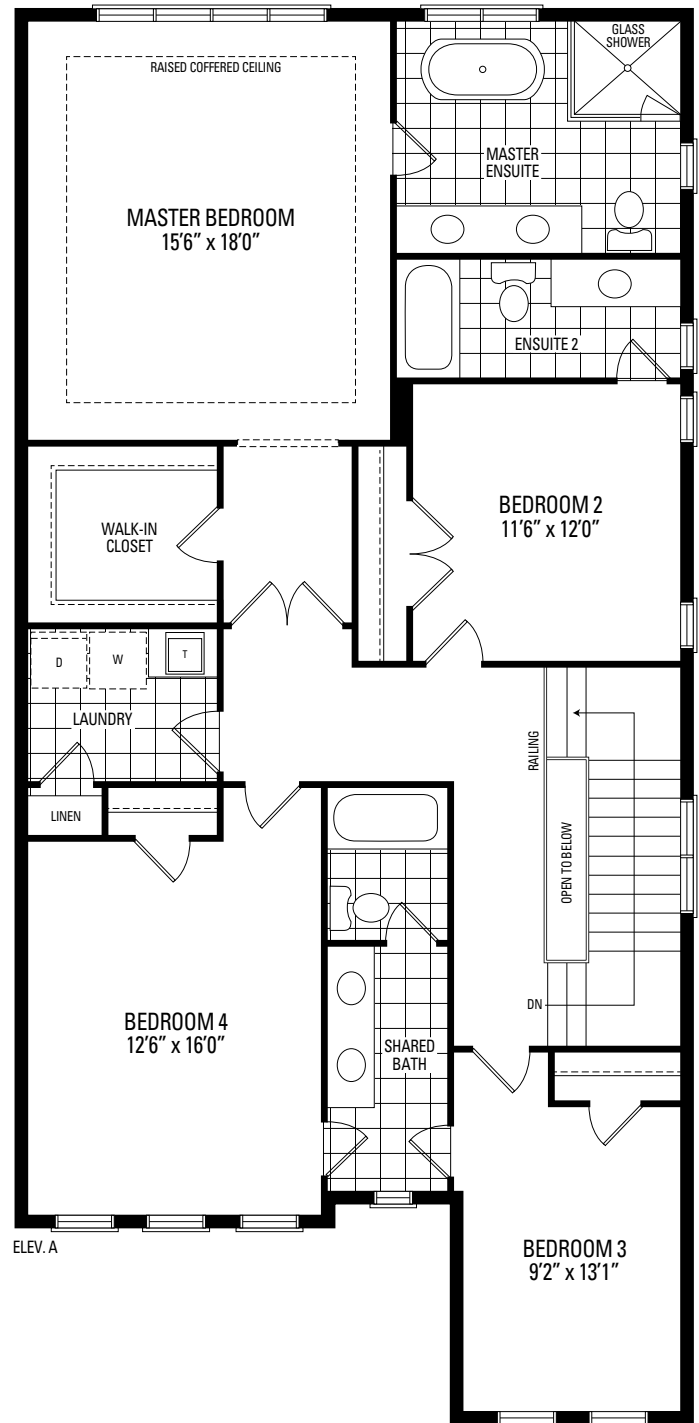 GLASS
SHOWER
RAISED COFFERED CEILING
MASTER
ENSUITE
MASTER BEDROOM
15'6" x 18'0"
ENSUITE 2
BEDROOM 2
11'6" x 12'0"
WALK-IN
CLOSET
D
W
T
LAUNDRY
RAILING
LINEN
OPEN TO BELOW
DN
BEDROOM 4
12'6" x 16'0"
SHARED
BATH
ELEV. A
BEDROOM 3
9'2" x 13'1"